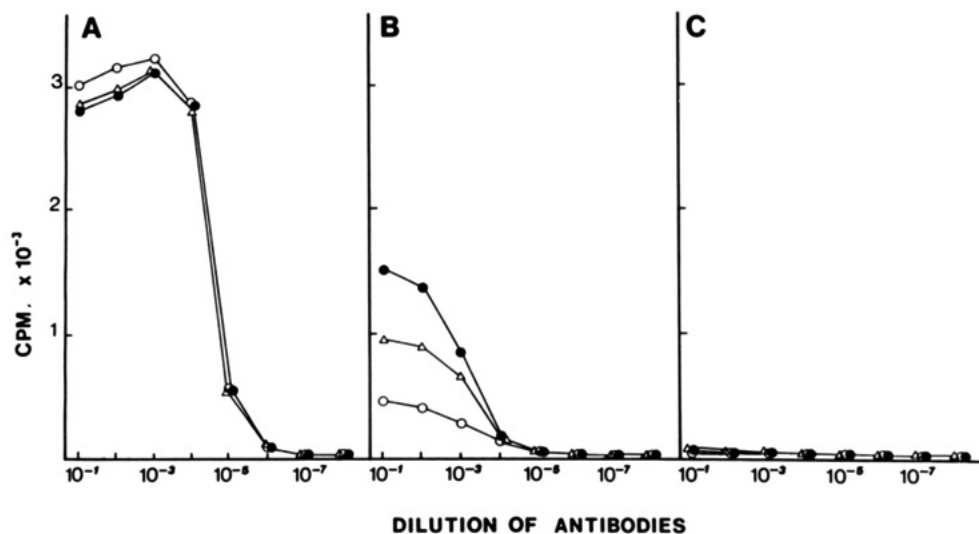 A
B
C
3
2
1
CPM. x 10⁻³
10⁻¹ 10⁻³ 10⁻⁵ 10⁻⁷
10⁻¹ 10⁻³ 10⁻⁵ 10⁻⁷
10⁻¹ 10⁻³ 10⁻⁵ 10⁻⁷
DILUTION OF ANTIBODIES